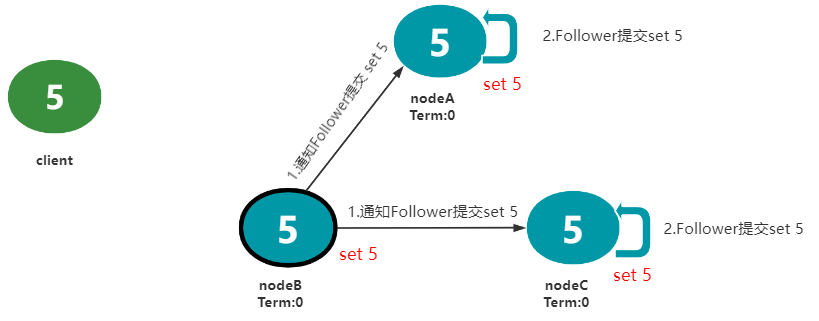 5
2.Follower提交set 5
set 5
nodeA
Term:0
5
client
1.通知Follower提交 set 5
5
1.通知Follower提交set 5
set 5
nodeB
Term:0
5
2.Follower提交set 5
set 5
nodeC
Term:0